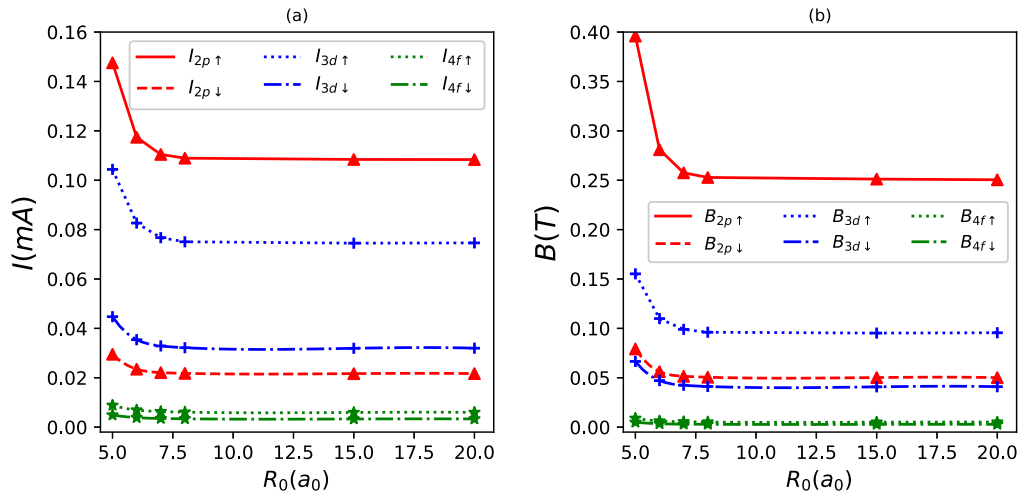 (a)
0.16
0.14
0.12
0.10
0.08
0.06
0.04
0.02
0.00
I(mA)
I2p↑ I3d↑ I4f↑
I2p↓ I3d↓ I4f↓
5.0 7.5 10.0 12.5 15.0 17.5 20.0
R0(a0)
(b)
0.40
0.35
0.30
0.25
0.20
0.15
0.10
0.05
0.00
B(T)
B2p↑ B3d↑ B4f↑
B2p↓ B3d↓ B4f↓
5.0 7.5 10.0 12.5 15.0 17.5 20.0
R0(a0)